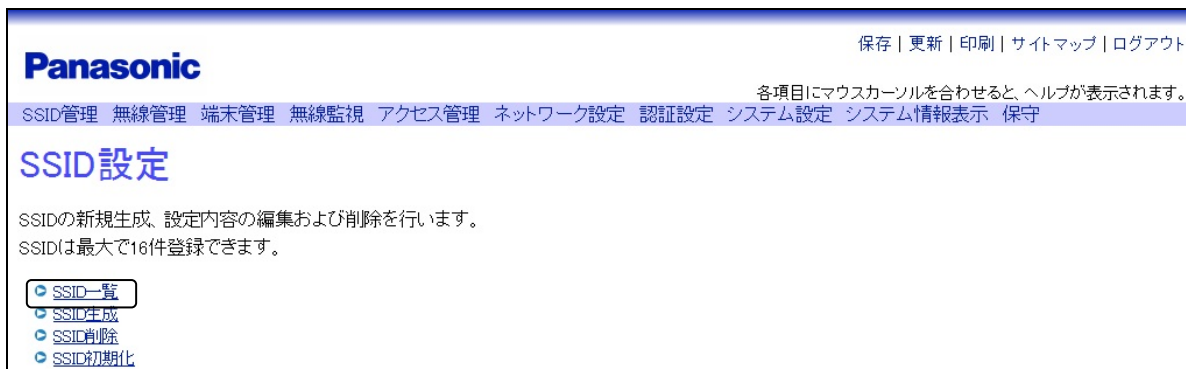 保存 | 更新 | 印刷 | サイトマップ | ログアウト
Panasonic
各項目にマウスカーソルを合わせると、ヘルプが表示されます。
SSID管理 無線管理 端末管理 無線監視 アクセス管理 ネットワーク設定 認証設定 システム設定 システム情報表示 保守
SSID設定
SSIDの新規生成、設定内容の編集および削除を行います。
SSIDは最大で16件登録できます。
SSID一覧
SSID生成
SSID削除
SSID初期化